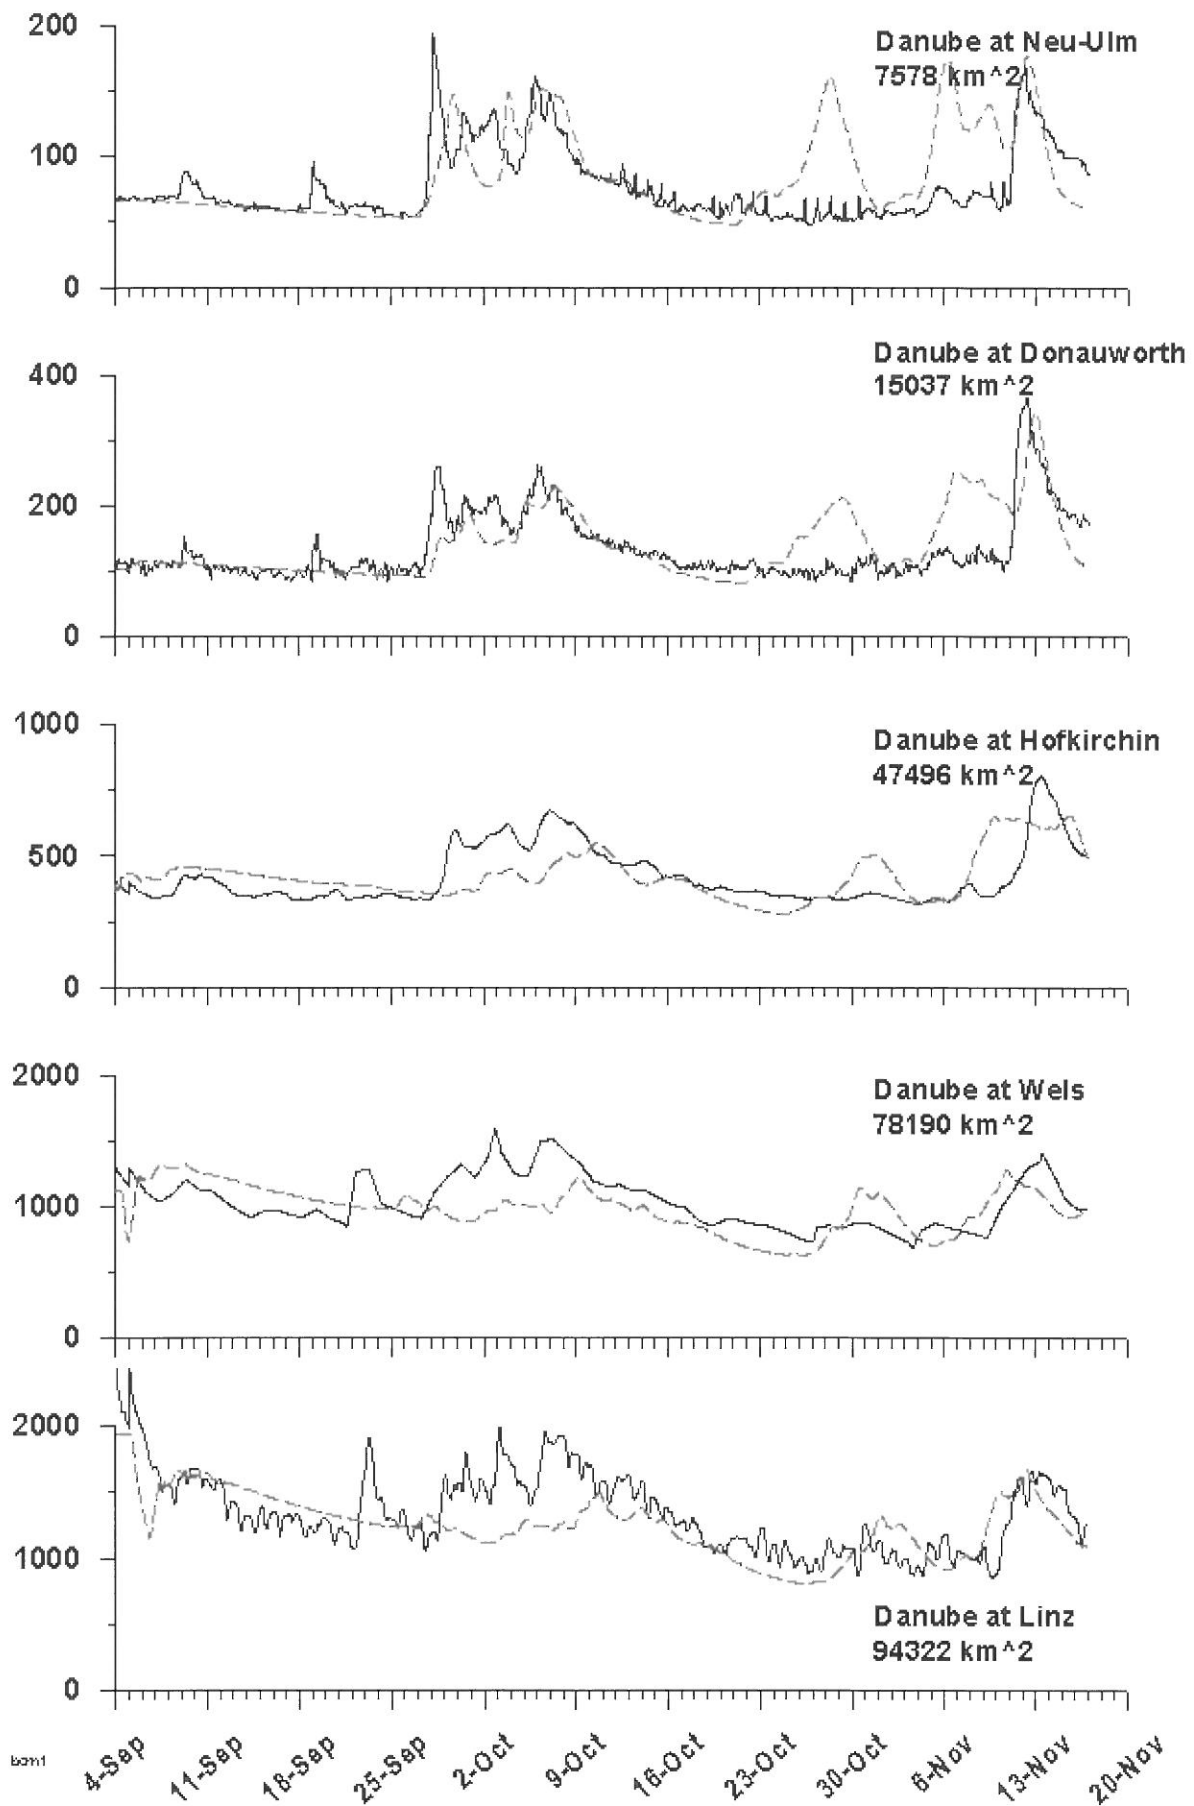 200
100
0
Danube at Neu-Ulm
7578 km^2
400
200
0
Danube at Donauworth
15037 km^2
1000
500
0
Danube at Hofkirchin
47496 km^2
2000
1000
0
Danube at Wels
78190 km^2
2000
1000
0
Danube at Linz
94322 km^2
4-Sep
11-Sep
18-Sep
25-Sep
2-Oct
9-Oct
16-Oct
23-Oct
30-Oct
6-Nov
13-Nov
20-Nov